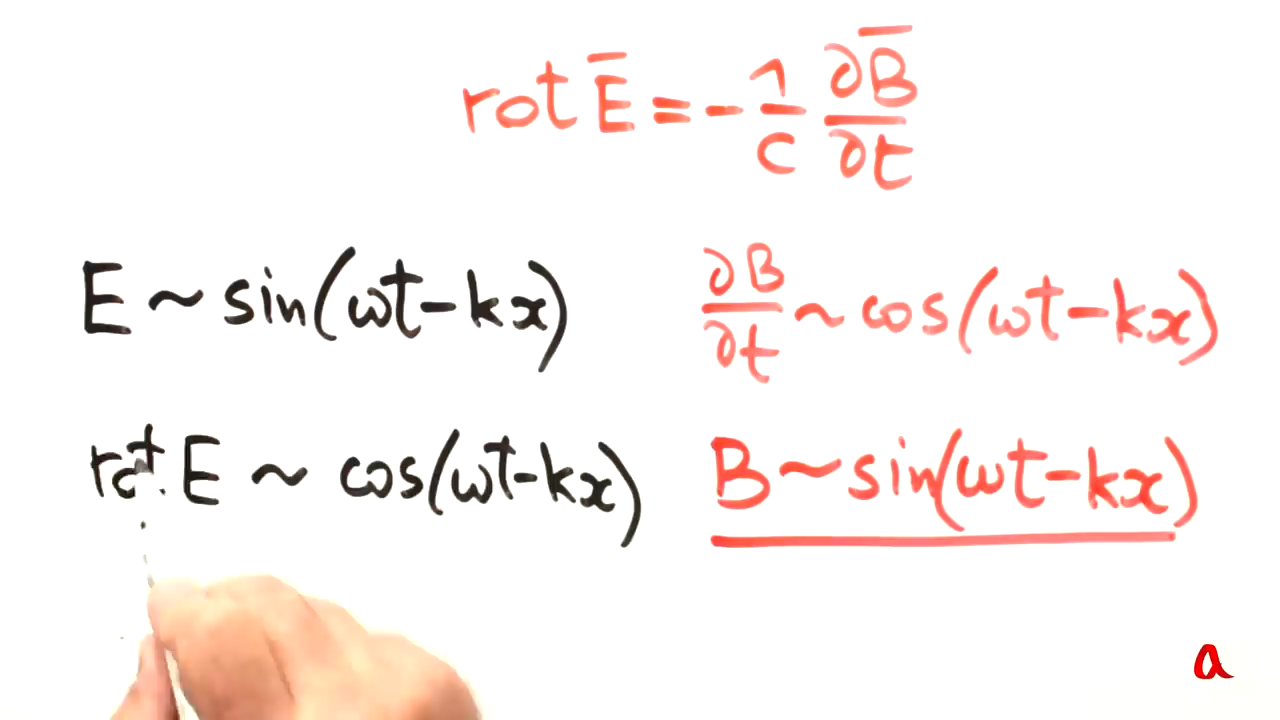 rot E̅ = - 1/c ∂B̅/∂t
E ~ sin(ωt - kx)
∂B/∂t ~ cos(ωt - kx)
rot E ~ cos(ωt - kx)
B ~ sin(ωt - kx)
a